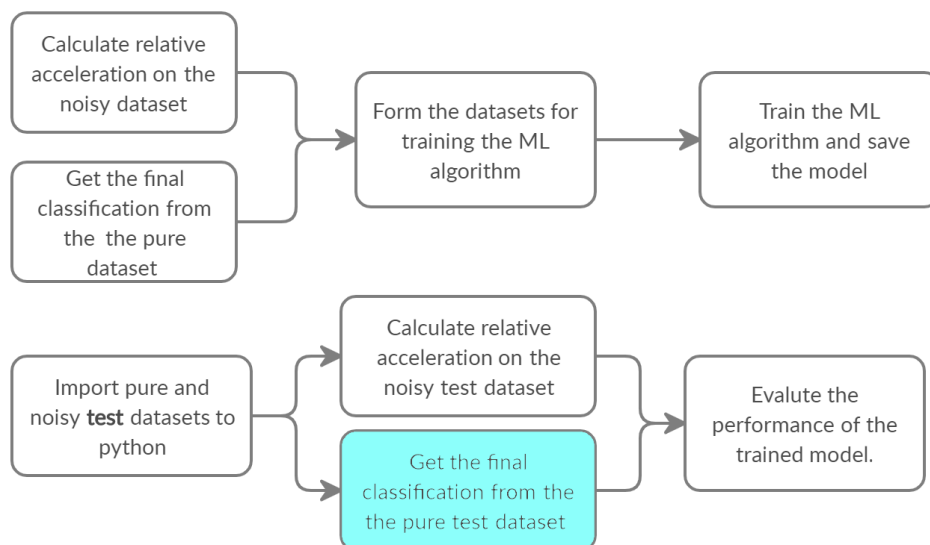 Calculate relative
acceleration on the
noisy dataset
Get the final
classification from
the the pure
dataset
Form the datasets for
training the ML
algorithm
Train the ML
algorithm and save
the model
Import pure and
noisy test datasets to
python
Calculate relative
acceleration on the
noisy test dataset
Get the final
classification from the
the pure test dataset
Evalute the
performance of the
trained model.